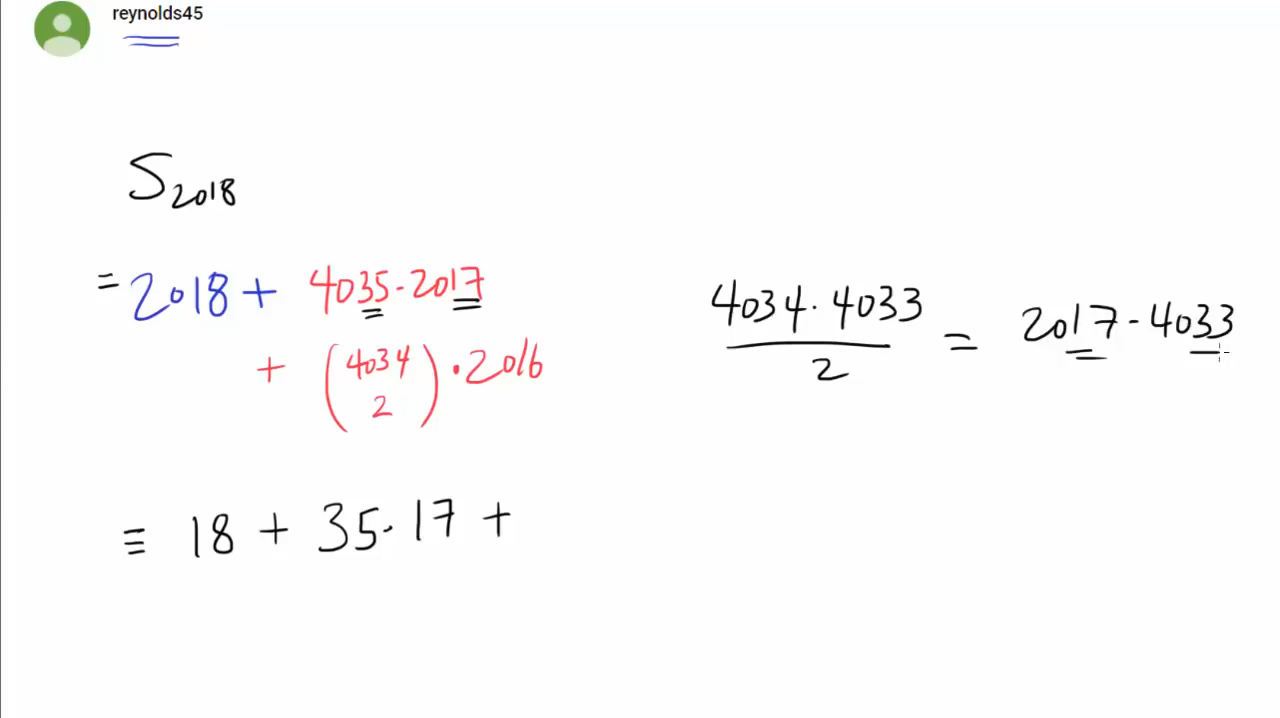 reynolds45
S₂₀₁₈
= 2018 + 4035·2017
+ (4034 2)·2016
4034·4033 / 2 = 2017·4033
≡ 18 + 35·17 +